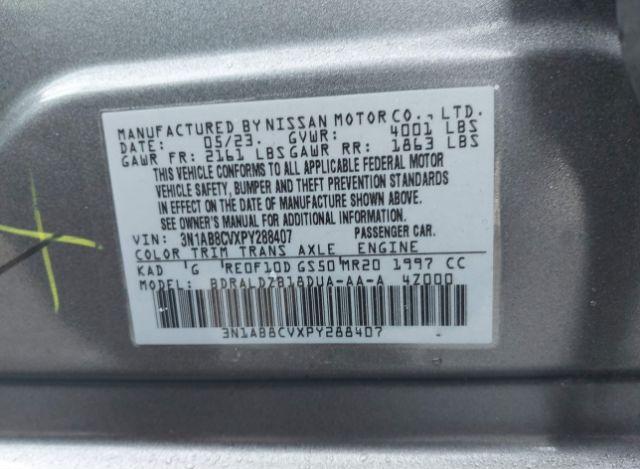 MANUFACTURED BY NISSAN MOTOR CO., LTD.
DATE: 05/23. GVWR: 4001 LBS
GAWR FR: 2161 LBS GAWR RR: 1863 LBS
THIS VEHICLE CONFORMS TO ALL APPLICABLE FEDERAL MOTOR
VEHICLE SAFETY, BUMPER AND THEFT PREVENTION STANDARDS
IN EFFECT ON THE DATE OF MANUFACTURE SHOWN ABOVE.
SEE OWNER'S MANUAL FOR ADDITIONAL INFORMATION.
VIN: 3N1AB8CVXPY288407 PASSENGER CAR.
COLOR TRIM TRANS AXLE ENGINE
KAD G RE0F10D GS50 MR20 1997 CC
MODEL: BDRALDZB18DUA-AA-A 4Z000
3N1AB8CVXPY288407